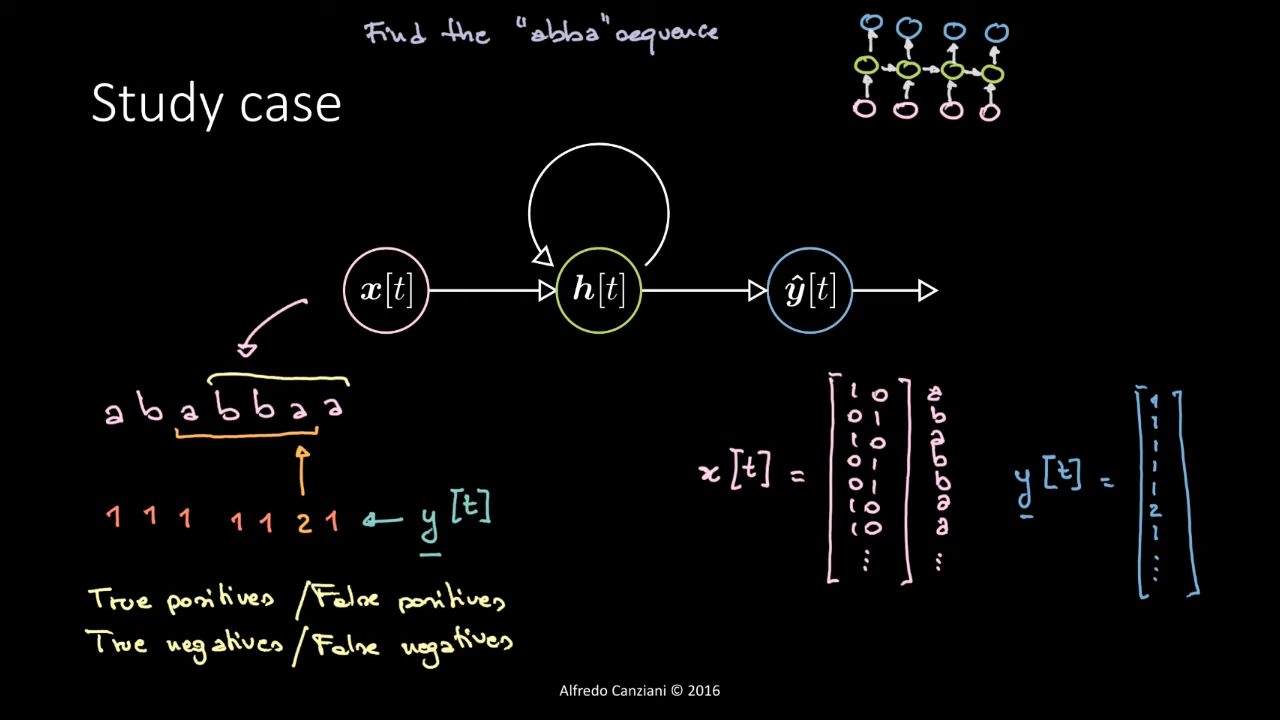 Find the "abba" sequence
Study case
x[t]
h[t]
ŷ[t]
a b a b b a a
1 1 1 1 1 2 1 ← y[t]
True positives / False positives
True negatives / False negatives
x[t] =
1 0 a
0 1 b
1 0 a
0 1 b
0 1 b
1 0 a
1 0 a
⋮ ⋮
y[t] =
1
1
1
1
1
2
1
⋮
Alfredo Canziani © 2016